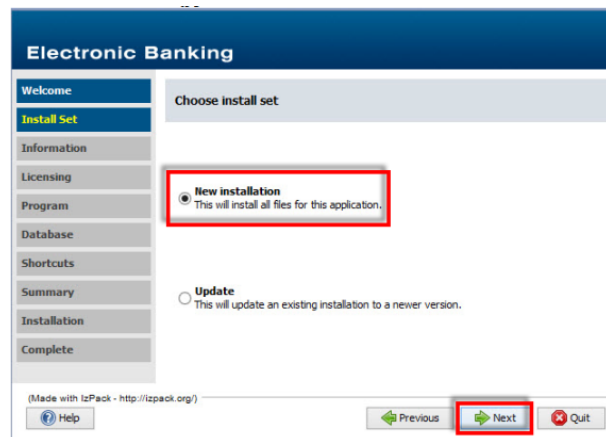 Electronic Banking
Welcome
Install Set
Information
Licensing
Program
Database
Shortcuts
Summary
Installation
Complete
Choose install set
New installation
This will install all files for this application.
Update
This will update an existing installation to a newer version.
(Made with IzPack - http://izpack.org/)
Help
Previous
Next
Quit